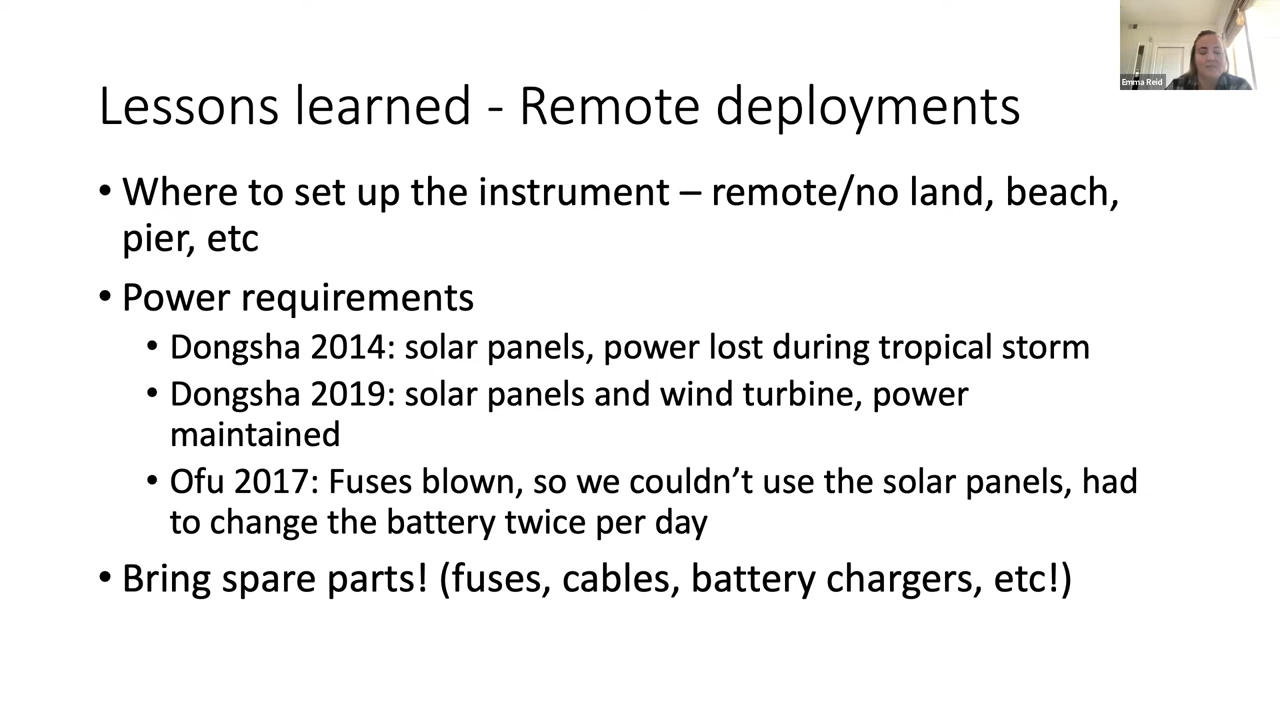 Emma Reid
Lessons learned - Remote deployments
• Where to set up the instrument – remote/no land, beach,
pier, etc
• Power requirements
• Dongsha 2014: solar panels, power lost during tropical storm
• Dongsha 2019: solar panels and wind turbine, power
maintained
• Ofu 2017: Fuses blown, so we couldn’t use the solar panels, had
to change the battery twice per day
• Bring spare parts! (fuses, cables, battery chargers, etc!)